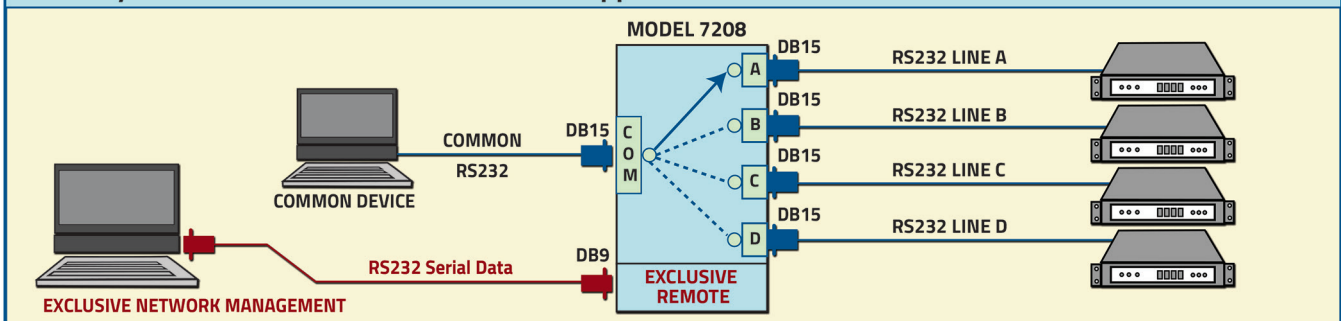 MODEL 7208
DB15
A
RS232 LINE A
DB15
B
RS232 LINE B
DB15
COM
COMMON
RS232
COMMON DEVICE
DB15
C
RS232 LINE C
DB15
D
RS232 LINE D
DB9
RS232 Serial Data
EXCLUSIVE
REMOTE
EXCLUSIVE NETWORK MANAGEMENT